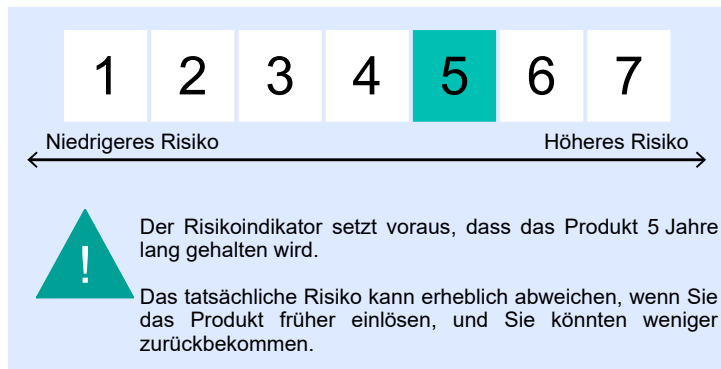 1 2 3 4 5 6 7
Niedrigeres Risiko Höheres Risiko
Der Risikoindikator setzt voraus, dass das Produkt 5 Jahre
lang gehalten wird.
!
Das tatsächliche Risiko kann erheblich abweichen, wenn Sie
das Produkt früher einlösen, und Sie könnten weniger
zurückbekommen.